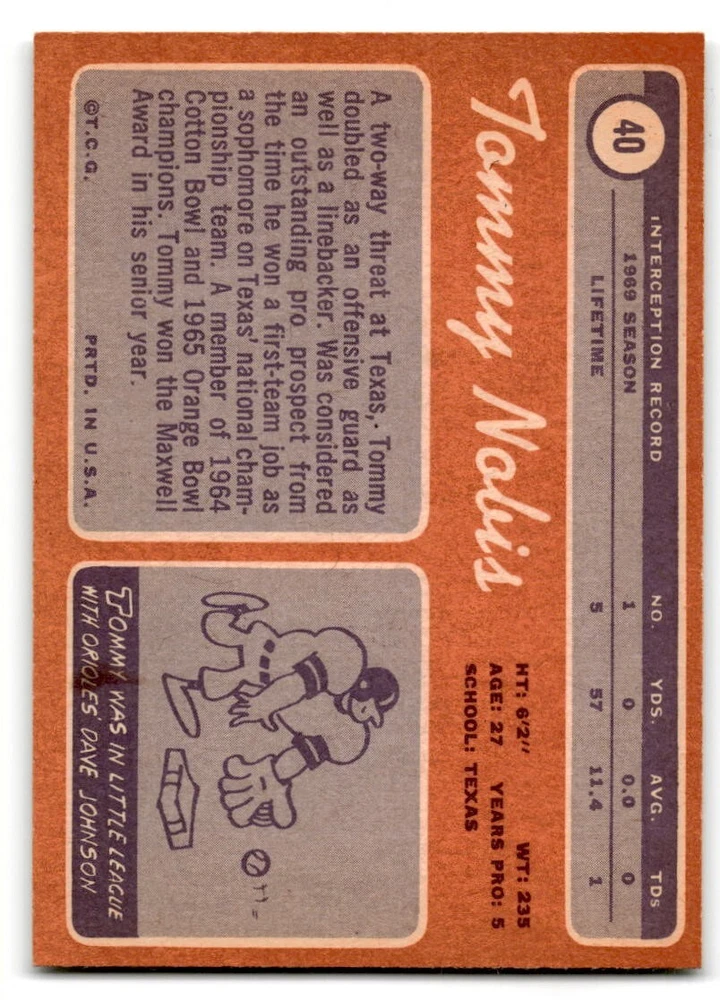 40
INTERCEPTION RECORD NO. YDS. AVG. TDs
1969 SEASON 1 0 0.0 0
LIFETIME 5 57 11.4 1
Tommy Nobis
HT: 6'2" WT: 235
AGE: 27 YEARS PRO: 5
SCHOOL: TEXAS
A two-way threat at Texas, Tommy
doubled as an offensive guard as
well as a linebacker. Was considered
an outstanding pro prospect from
the time he won a first-team job as
a sophomore on Texas' national cham-
pionship team. A member of 1964
Cotton Bowl and 1965 Orange Bowl
champions. Tommy won the Maxwell
Award in his senior year.
©T.C.G. PRTD. IN U.S.A.
TOMMY WAS IN LITTLE LEAGUE
WITH ORIOLES' DAVE JOHNSON